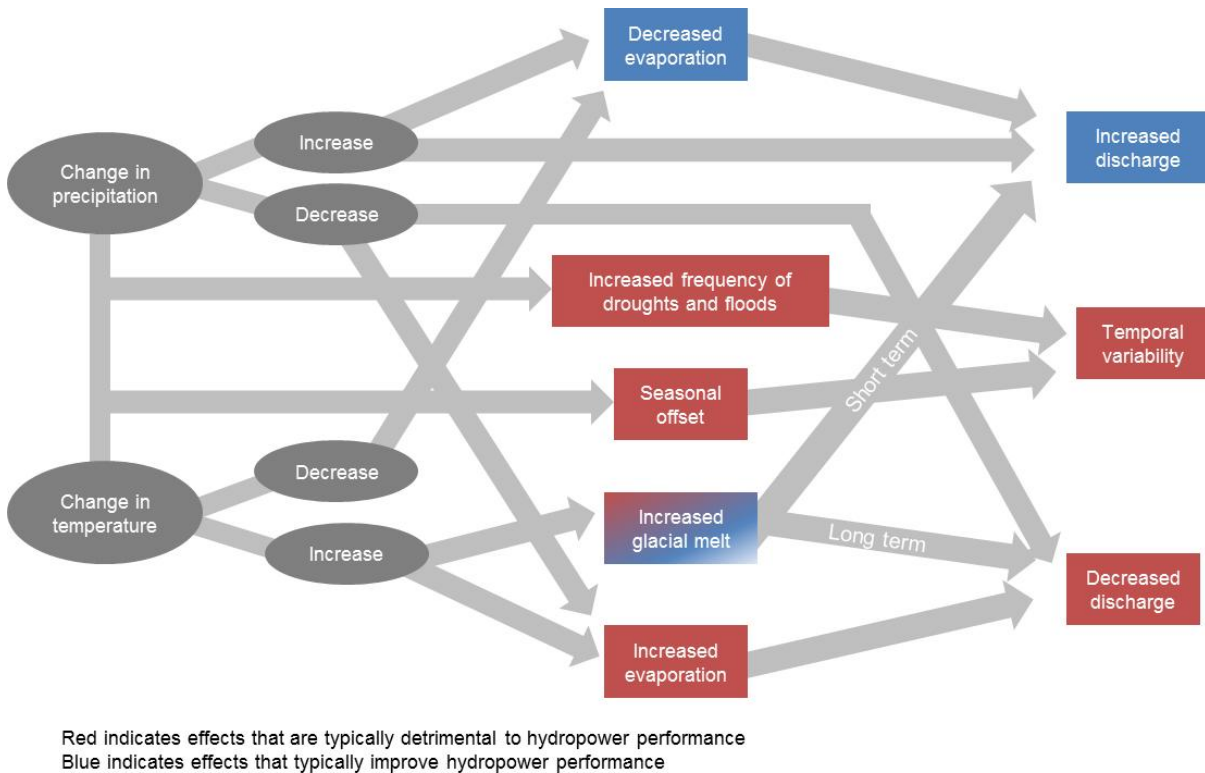 Decreased
evaporation
Increased
discharge
Increase
Change in
precipitation
Decrease
Increased frequency of
droughts and floods
Temporal
variability
Short term
Seasonal
offset
Decrease
Change in
temperature
Increased
glacial melt
Long term
Increase
Decreased
discharge
Increased
evaporation
Red indicates effects that are typically detrimental to hydropower performance
Blue indicates effects that typically improve hydropower performance